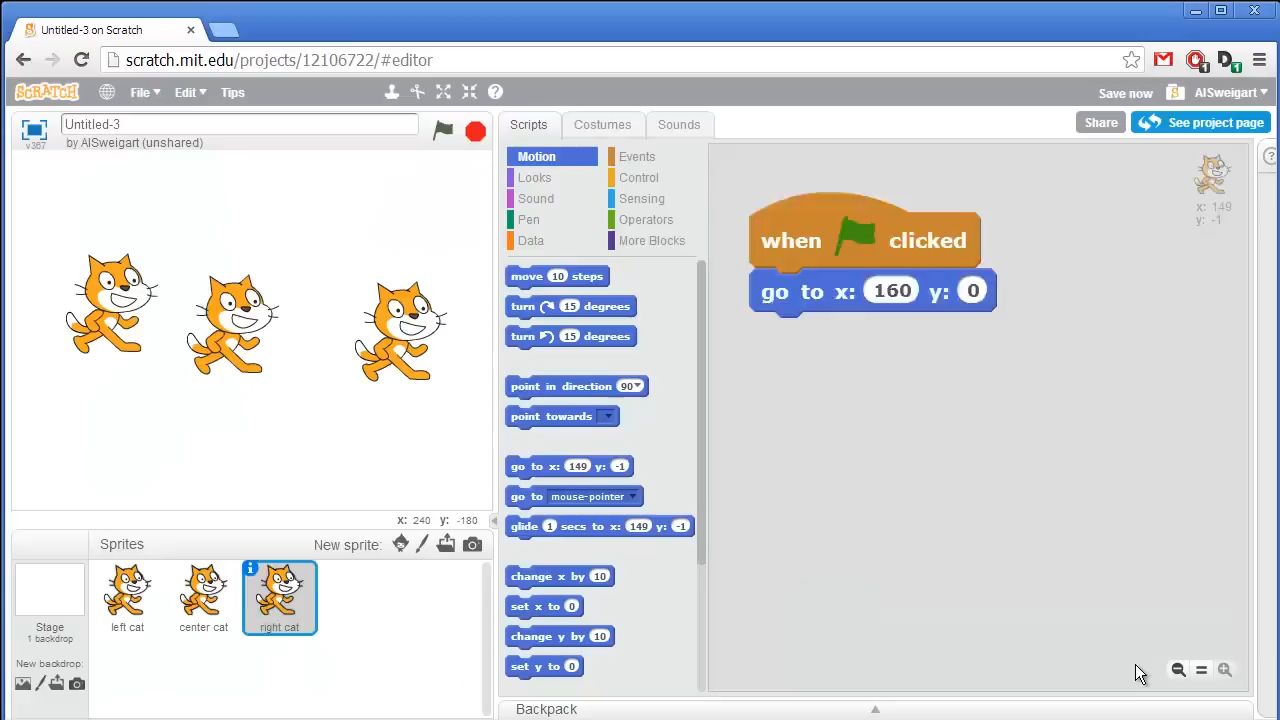 Untitled-3 on Scratch
scratch.mit.edu/projects/12106722/#editor
1
1
SCRATCH
File
Edit
Tips
Save now
AlSweigart
v367
Untitled-3
by AlSweigart (unshared)
Scripts
Costumes
Sounds
Share
See project page
Motion
Events
Looks
Control
Sound
Sensing
Pen
Operators
Data
More Blocks
x: 149
y: -1
when clicked
go to x: 160 y: 0
move 10 steps
turn 15 degrees
turn 15 degrees
point in direction 90
point towards
go to x: 149 y: -1
go to mouse-pointer
glide 1 secs to x: 149 y: -1
change x by 10
set x to 0
change y by 10
set y to 0
x: 240 y: -180
Sprites
New sprite:
Stage
1 backdrop
New backdrop:
left cat
center cat
right cat
Backpack